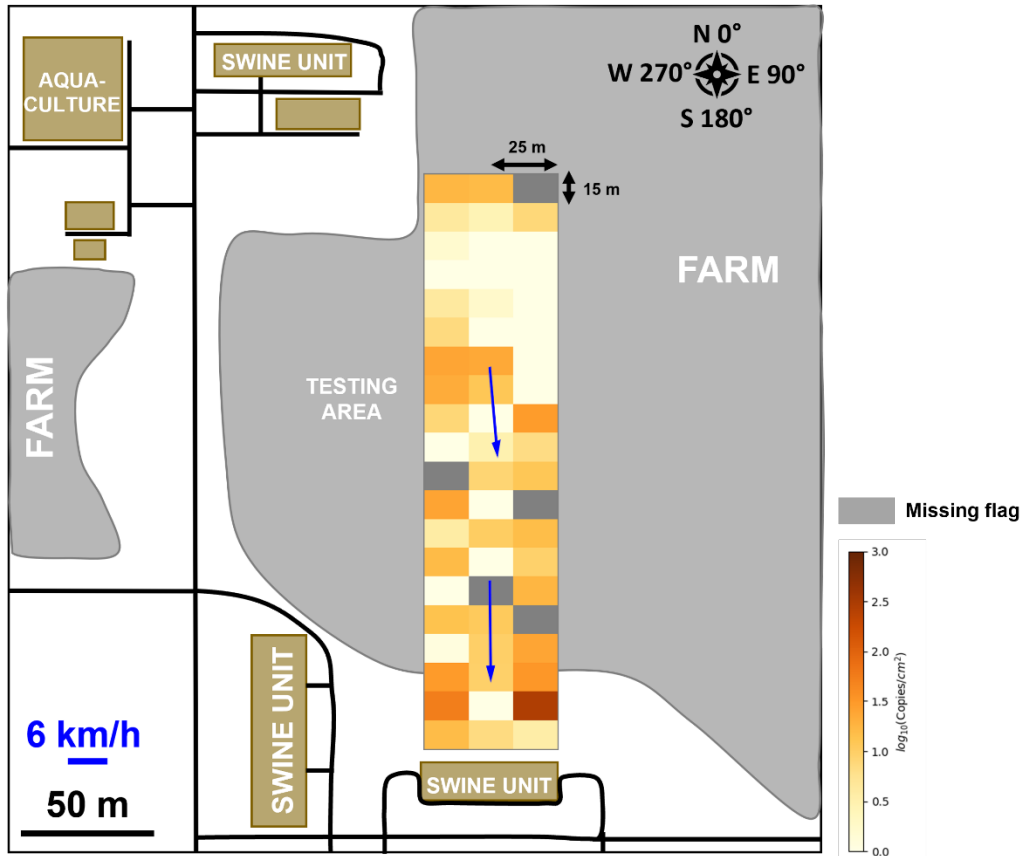 N 0°
W 270°
E 90°
S 180°
AQUA-
CULTURE
SWINE UNIT
25 m
15 m
FARM
FARM
TESTING
AREA
Missing flag
3.0
2.5
2.0
1.5
1.0
0.5
0.0
log₁₀(Copies/cm²)
SWINE UNIT
SWINE UNIT
6 km/h
50 m